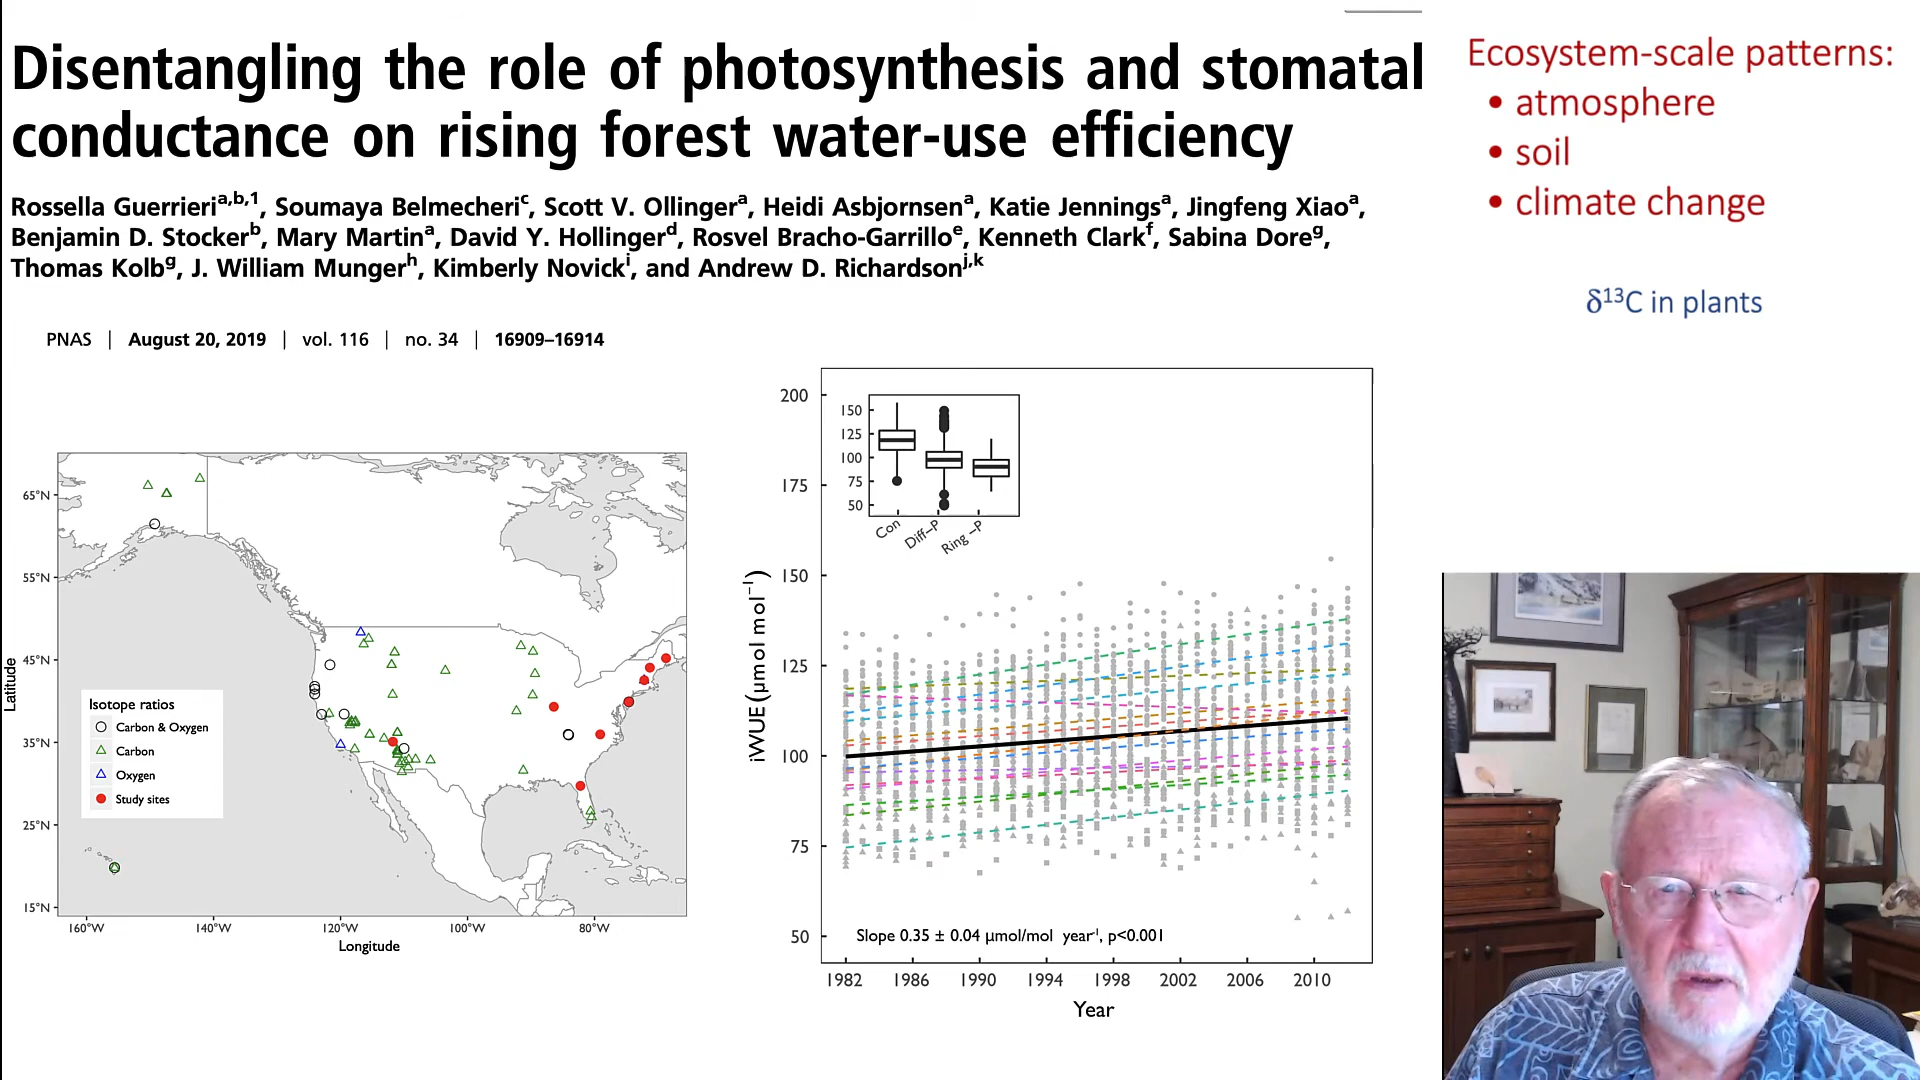 Disentangling the role of photosynthesis and stomatal
conductance on rising forest water-use efficiency
Rossella Guerrieri^a,b,1, Soumaya Belmecheri^c, Scott V. Ollinger^a, Heidi Asbjornsen^a, Katie Jennings^a, Jingfeng Xiao^a,
Benjamin D. Stocker^b, Mary Martin^a, David Y. Hollinger^d, Rosvel Bracho-Garrillo^e, Kenneth Clark^f, Sabina Dore^g,
Thomas Kolb^g, J. William Munger^h, Kimberly Novick^i, and Andrew D. Richardson^j,k
PNAS | August 20, 2019 | vol. 116 | no. 34 | 16909–16914
Ecosystem-scale patterns:
• atmosphere
• soil
• climate change
δ¹³C in plants
65°N
55°N
45°N
35°N
25°N
15°N
Latitude
Isotope ratios
Carbon & Oxygen
Carbon
Oxygen
Study sites
160°W 140°W 120°W 100°W 80°W
Longitude
200
175
150
125
100
75
50
iWUE (µmol mol⁻¹)
150
125
100
75
50
Con Diff–P Ring –P
Slope 0.35 ± 0.04 µmol/mol year⁻¹, p<0.001
1982 1986 1990 1994 1998 2002 2006 2010
Year